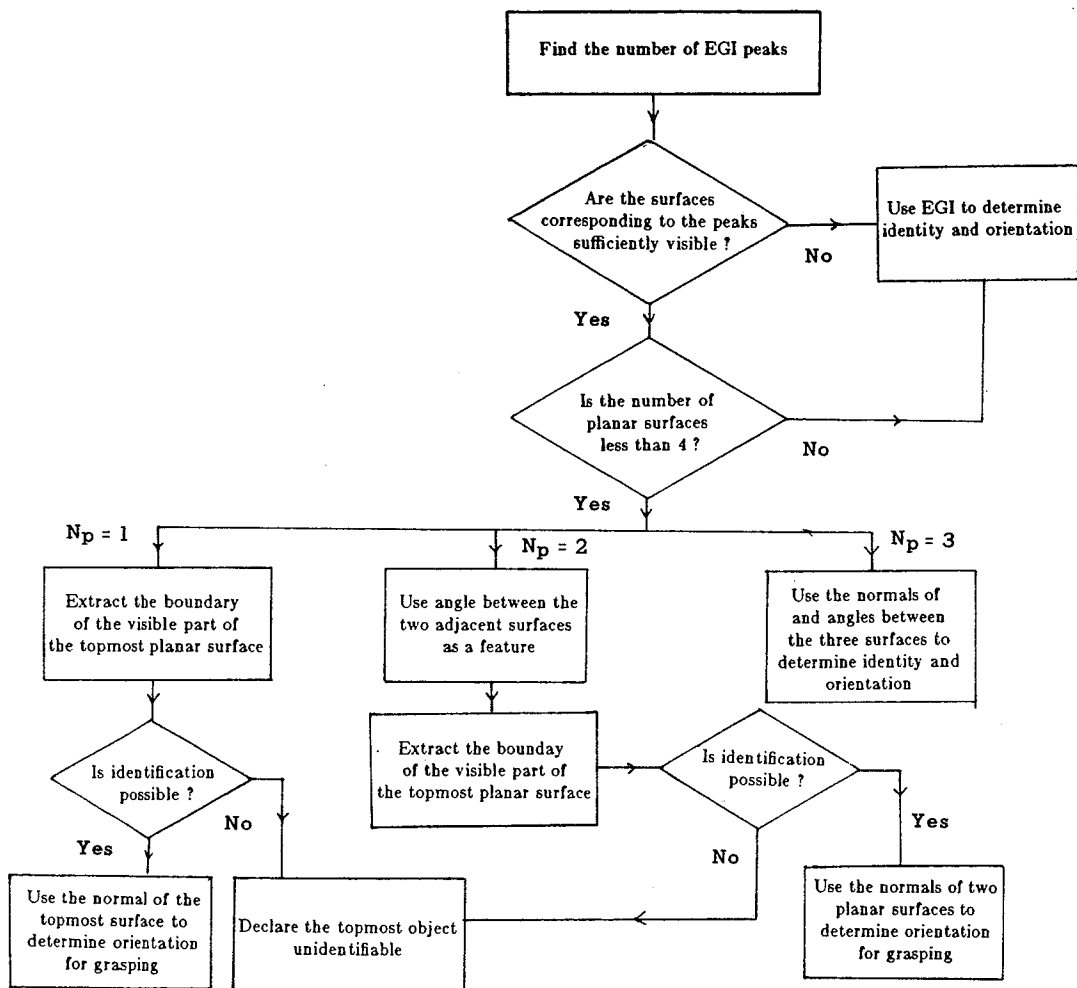 Find the number of EGI peaks
Are the surfaces
corresponding to the peaks
sufficiently visible ?
Use EGI to determine
identity and orientation
No
Yes
Is the number of
planar surfaces
less than 4 ?
No
Yes
Np = 1
Np = 2
Np = 3
Extract the boundary
of the visible part of
the topmost planar surface
Use angle between the
two adjacent surfaces
as a feature
Use the normals of
and angles between
the three surfaces to
determine identity and
orientation
Is identification
possible ?
Extract the bounday
of the visible part of
the topmost planar surface
Is identification
possible ?
No
Yes
No
Yes
Use the normal of the
topmost surface to
determine orientation
for grasping
Declare the topmost object
unidentifiable
Use the normals of two
planar surfaces to
determine orientation
for grasping